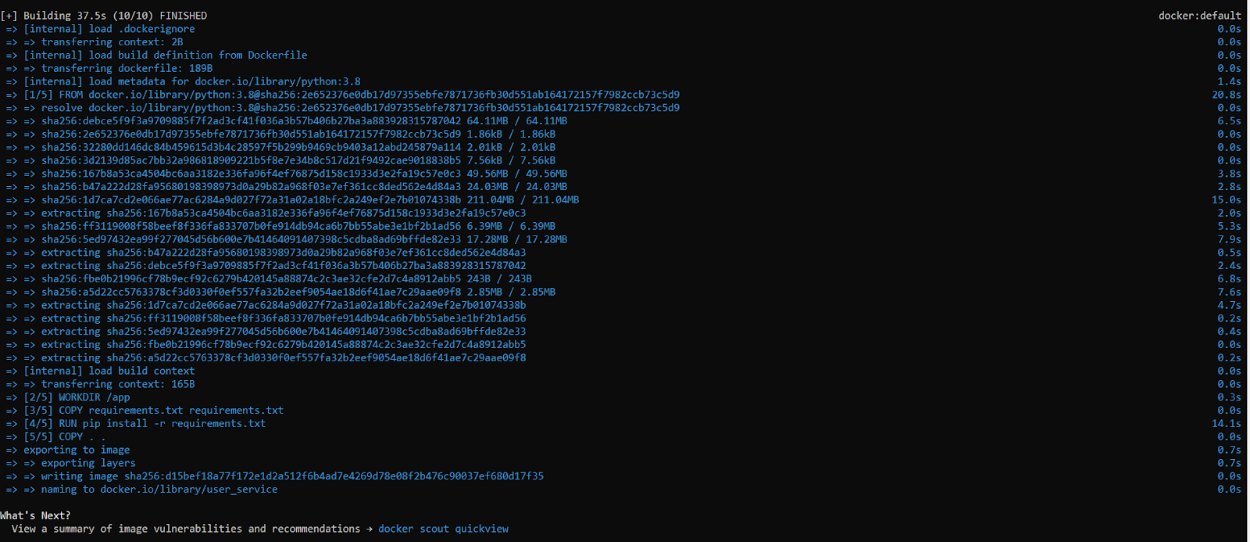 [+] Building 37.5s (10/10) FINISHED docker:default
=> [internal] load .dockerignore 0.0s
=> => transferring context: 2B 0.0s
=> [internal] load build definition from Dockerfile 0.0s
=> => transferring dockerfile: 189B 0.0s
=> [internal] load metadata for docker.io/library/python:3.8 1.4s
=> [1/5] FROM docker.io/library/python:3.8@sha256:2e652376e0db17d97355ebfe7871736fb30d551ab164172157f7982ccb73c5d9 20.8s
=> => resolve docker.io/library/python:3.8@sha256:2e652376e0db17d97355ebfe7871736fb30d551ab164172157f7982ccb73c5d9 0.0s
=> => sha256:debce5f9f3a9709885f7f2ad3cf41f036a3b57b406b27ba3a883928315787042 64.11MB / 64.11MB 6.5s
=> => sha256:2e652376e0db17d97355ebfe7871736fb30d551ab164172157f7982ccb73c5d9 1.86kB / 1.86kB 0.0s
=> => sha256:32280dd146dc84b459615d3b4c28597f5b299b9469cb9403a12abd245879a114 2.01kB / 2.01kB 0.0s
=> => sha256:3d2139d85ac7bb32a986818909221b5f8e7e34b8c517d21f9492cae9018838b5 7.56kB / 7.56kB 0.0s
=> => sha256:167b8a53ca4504bc6aa3182e336fa96f4ef76875d158c1933d3e2fa19c57e0c3 49.56MB / 49.56MB 3.8s
=> => sha256:b47a222d28fa95680198398973d0a29b82a968f03e7ef361cc8ded562e4d84a3 24.03MB / 24.03MB 2.8s
=> => sha256:1d7ca7cd2e066ae77ac6284a9d027f72a31a02a18bfc2a249ef2e7b01074338b 211.04MB / 211.04MB 15.0s
=> => extracting sha256:167b8a53ca4504bc6aa3182e336fa96f4ef76875d158c1933d3e2fa19c57e0c3 2.0s
=> => sha256:ff3119008f58beef8f336fa833707b0fe914db94ca6b7bb55abe3e1bf2b1ad56 6.39MB / 6.39MB 5.3s
=> => sha256:5ed97432ea99f277045d56b600e7b41464091407398c5cdba8ad69bffde82e33 17.28MB / 17.28MB 7.9s
=> => extracting sha256:b47a222d28fa95680198398973d0a29b82a968f03e7ef361cc8ded562e4d84a3 0.5s
=> => extracting sha256:debce5f9f3a9709885f7f2ad3cf41f036a3b57b406b27ba3a883928315787042 2.4s
=> => sha256:fbe0b21996cf78b9ecf92c6279b420145a88874c2c3ae32cfe2d7c4a8912abb5 243B / 243B 6.8s
=> => sha256:a5d22cc5763378cf3d0330f0ef557fa32b2eef9054ae18d6f41ae7c29aae09f8 2.85MB / 2.85MB 7.6s
=> => extracting sha256:1d7ca7cd2e066ae77ac6284a9d027f72a31a02a18bfc2a249ef2e7b01074338b 4.7s
=> => extracting sha256:ff3119008f58beef8f336fa833707b0fe914db94ca6b7bb55abe3e1bf2b1ad56 0.2s
=> => extracting sha256:5ed97432ea99f277045d56b600e7b41464091407398c5cdba8ad69bffde82e33 0.4s
=> => extracting sha256:fbe0b21996cf78b9ecf92c6279b420145a88874c2c3ae32cfe2d7c4a8912abb5 0.0s
=> => extracting sha256:a5d22cc5763378cf3d0330f0ef557fa32b2eef9054ae18d6f41ae7c29aae09f8 0.2s
=> [internal] load build context 0.0s
=> => transferring context: 165B 0.0s
=> [2/5] WORKDIR /app 0.3s
=> [3/5] COPY requirements.txt requirements.txt 0.0s
=> [4/5] RUN pip install -r requirements.txt 14.1s
=> [5/5] COPY . . 0.0s
=> exporting to image 0.7s
=> => exporting layers 0.7s
=> => writing image sha256:d15bef18a77f172e1d2a512f6b4ad7e4269d78e08f2b476c90037ef680d17f35 0.0s
=> => naming to docker.io/library/user_service 0.0s
What's Next?
View a summary of image vulnerabilities and recommendations → docker scout quickview